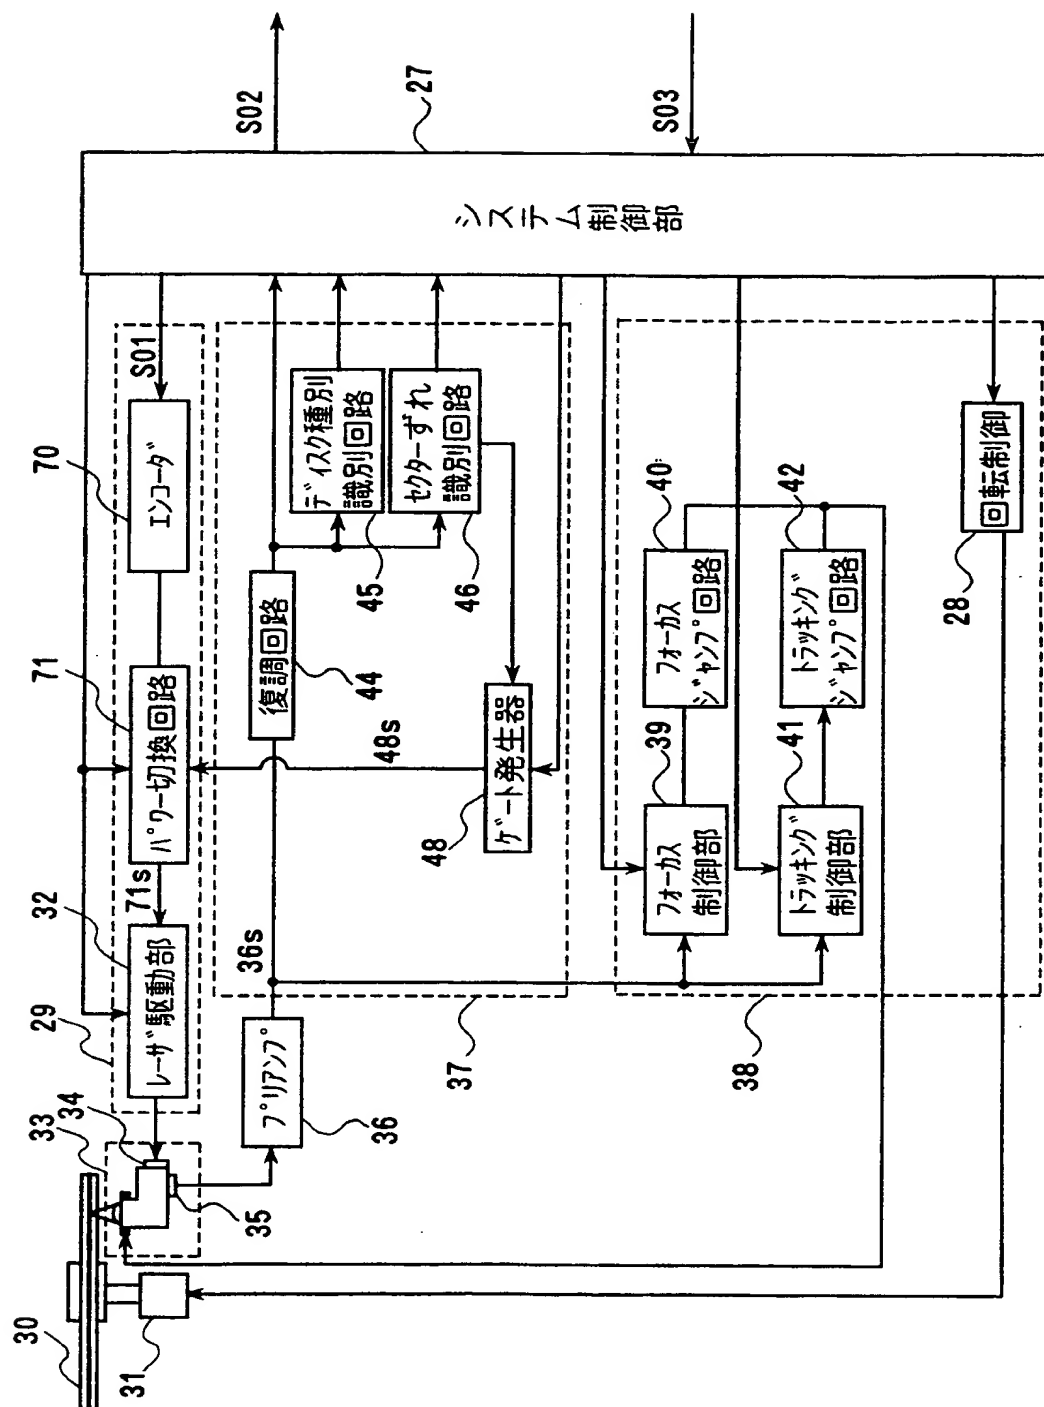 30
31
33
34
35
29
レーザ駆動部
32
71s
パワー切換回路
71
エンコーダ
70
S01
S02
27
システム制御部
S03
プリアンプ
36
36s
復調回路
44
48s
ディスク種別
識別回路
45
セクターずれ
識別回路
46
ゲート発生器
48
37
フォーカス
制御部
39
フォーカス
ジャンプ回路
40
トラッキング
制御部
41
トラッキング
ジャンプ回路
42
38
回転制御
28